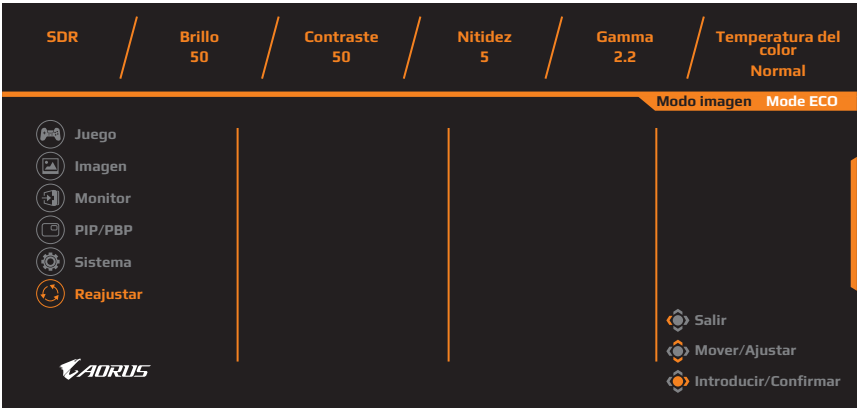 SDR
Brillo
50
Contraste
50
Nitidez
5
Gamma
2.2
Temperatura del
color
Normal
Modo imagen Mode ECO
Juego
Imagen
Monitor
PIP/PBP
Sistema
Reajustar
Salir
Mover/Ajustar
Introducir/Confirmar
AORUS